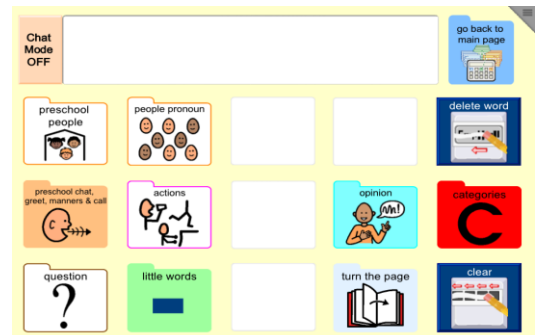 Chat
Mode
OFF
go back to
main page
preschool
people
people pronoun
delete word
preschool chat,
greet, manners & call
actions
mm!
opinion
categories
C
question
?
little words
turn the page
clear